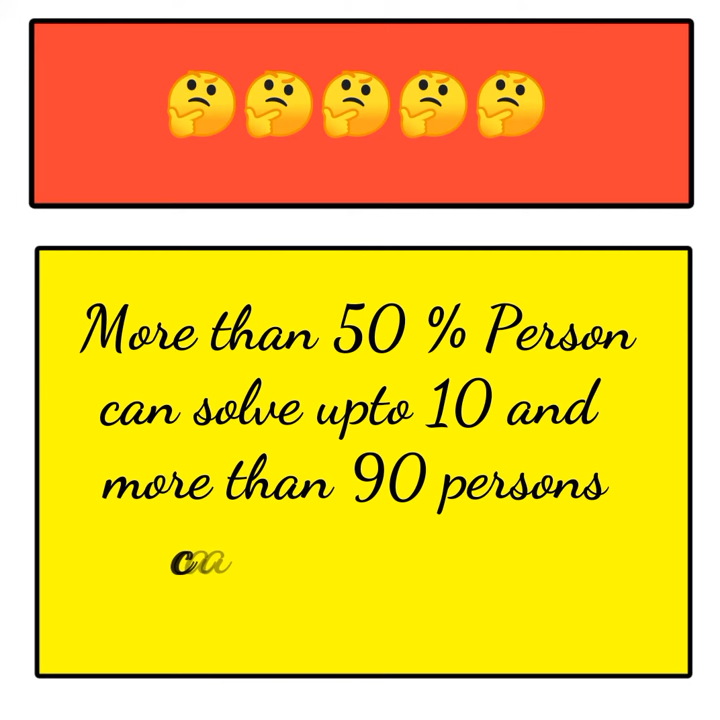 More than 50 % Person
can solve upto 10 and
more than 90 persons